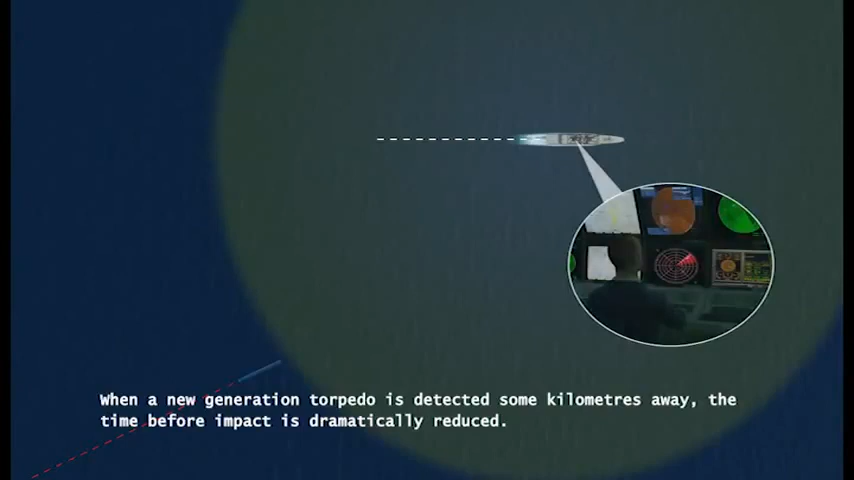 When a new generation torpedo is detected some kilometres away, the
time before impact is dramatically reduced.